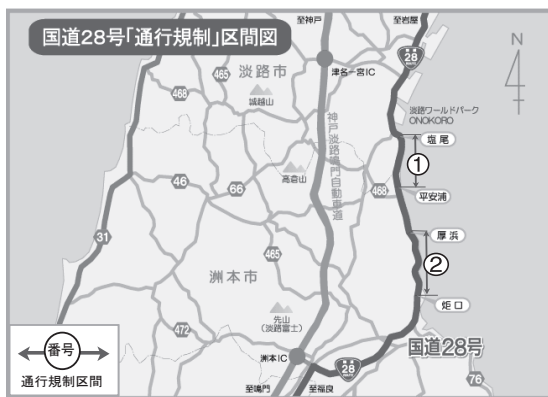 国道28号「通行規制」区間図
至神戸
至岩屋
28
N
465
淡路市
津名一宮IC
468
城越山
淡路ワールドパーク
ONOKORO
塩尾
①
神戸淡路鳴門自動車道
高倉山
46
66
468
平安浦
厚浜
31
465
②
洲本市
先山
(淡路富士)
炬口
番号
472
国道28号
洲本IC
28
通行規制区間
至鳴門
至福良
76